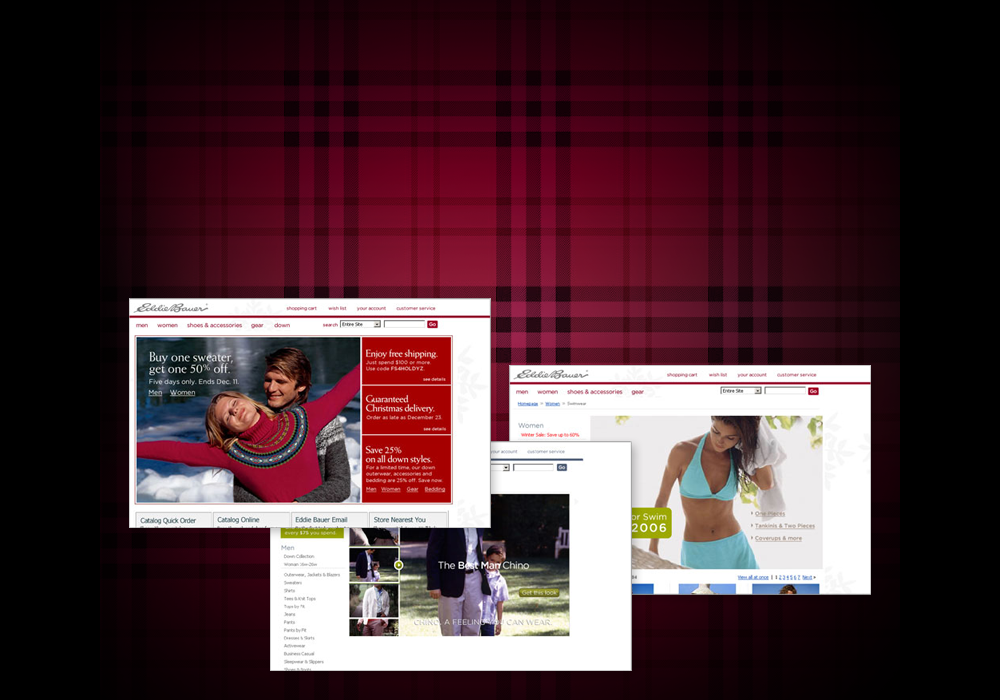 Eddie Bauer
shopping cart wish list your account customer service
men women shoes & accessories gear down
search Entire Site Go
Buy one sweater,
get one 50% off.
Five days only. Ends Dec. 11.
Men Women
Enjoy free shipping.
Just spend $100 or more.
Use code FS4HOLDYZ.
see details
Guaranteed
Christmas delivery.
Order as late as December 23.
see details
Save 25%
on all down styles.
For a limited time, our down
outerwear, accessories and
bedding are 25% off. Save now.
Men Women Gear Bedding
Catalog Quick Order Catalog Online Eddie Bauer Email Store Nearest You
Eddie Bauer
shopping cart wish list your account customer service
men women shoes & accessories gear
Entire Site Go
Homepage > Women > Swimwear
Women
Winter Sale: Save up to 60%
or Swim
2006
One Pieces
Tankinis & Two Pieces
Coverups & more
View all at once | 1 2 3 4 5 6 7 Next
our account customer service
Go
every $75 you spend.
Men
Down Collection
Outerwear, Jackets & Blazers
Sweaters
Shirts
Tees & Knit Tops
Jeans
Pants
Pants by Fit
Activewear
Business Casual
Sleepwear & Slippers
The Best Man Chino
Get this look
CHINO. A FEELING YOU CAN WEAR.